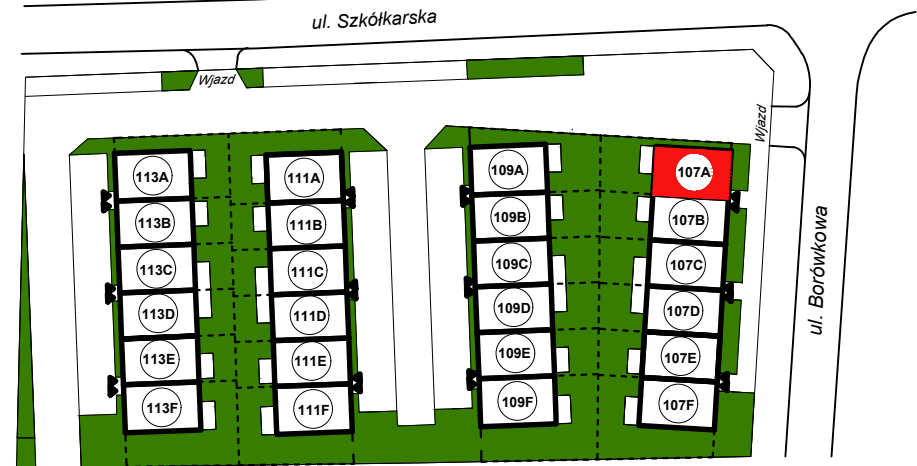 ul. Szkółkarska
Wjazd
Wjazd
113A
111A
109A
107A
113B
111B
109B
107B
113C
111C
109C
107C
113D
111D
109D
107D
113E
111E
109E
107E
113F
111F
109F
107F
ul. Borówkowa